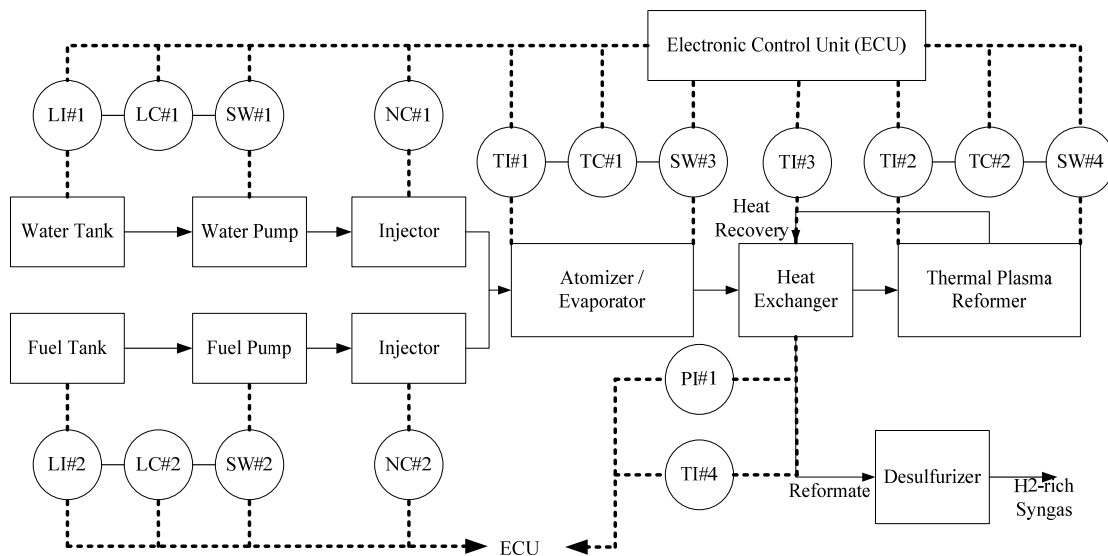 Electronic Control Unit (ECU)
LI#1
LC#1
SW#1
NC#1
TI#1
TC#1
SW#3
TI#3
TI#2
TC#2
SW#4
Heat
Recovery
Water Tank
Water Pump
Injector
Atomizer /
Evaporator
Heat
Exchanger
Thermal Plasma
Reformer
Fuel Tank
Fuel Pump
Injector
PI#1
LI#2
LC#2
SW#2
NC#2
TI#4
Reformate
Desulfurizer
H2-rich
Syngas
ECU